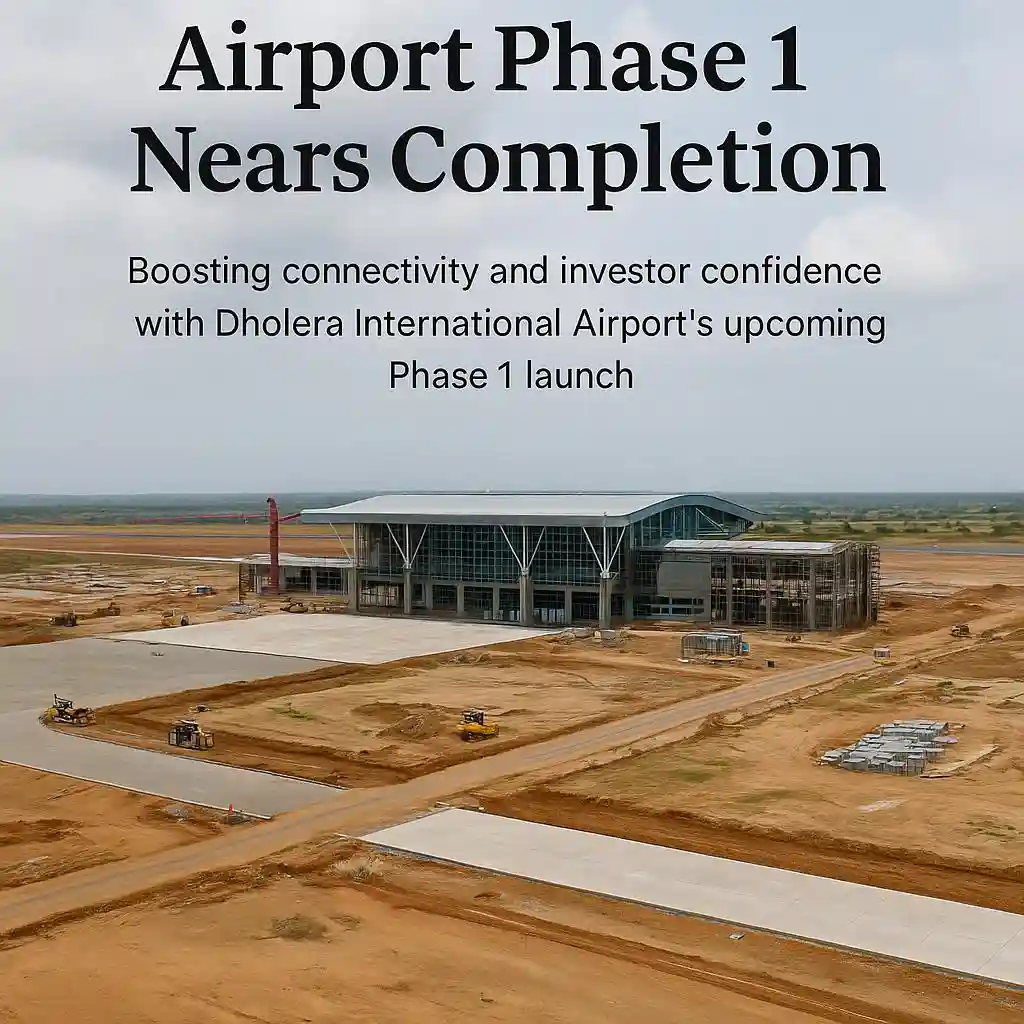 Airport Phase 1
Nears Completion
Boosting connectivity and investor confidence
with Dholera International Airport's upcoming
Phase 1 launch